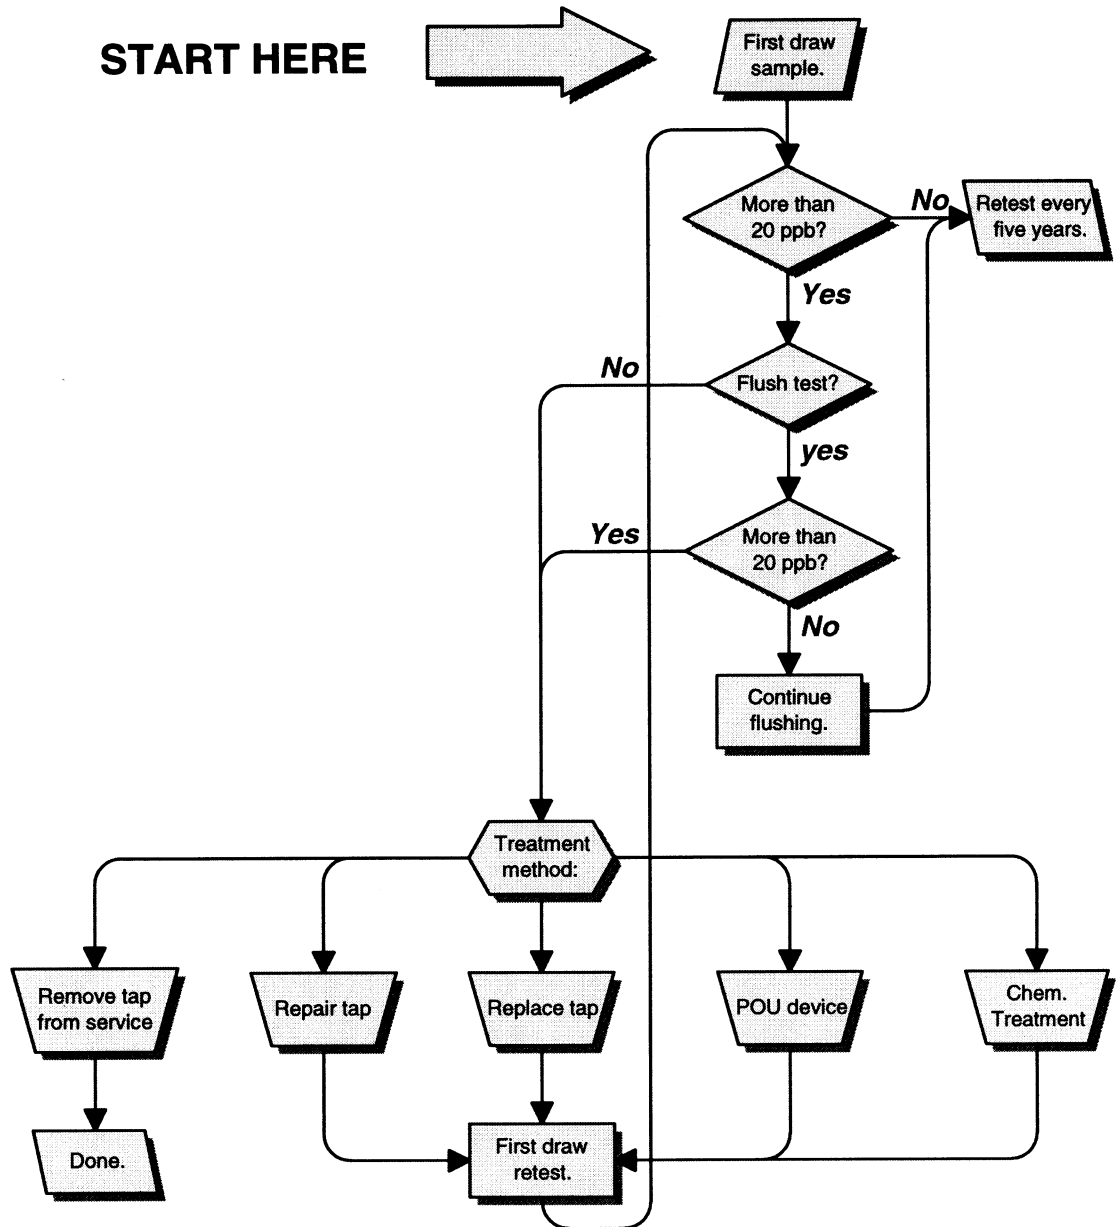 START HERE
First draw
sample.
More than
20 ppb?
No
Retest every
five years.
Yes
Flush test?
No
yes
More than
20 ppb?
Yes
No
Continue
flushing.
Treatment
method:
Remove tap
from service
Repair tap
Replace tap
POU device
Chem.
Treatment
Done.
First draw
retest.